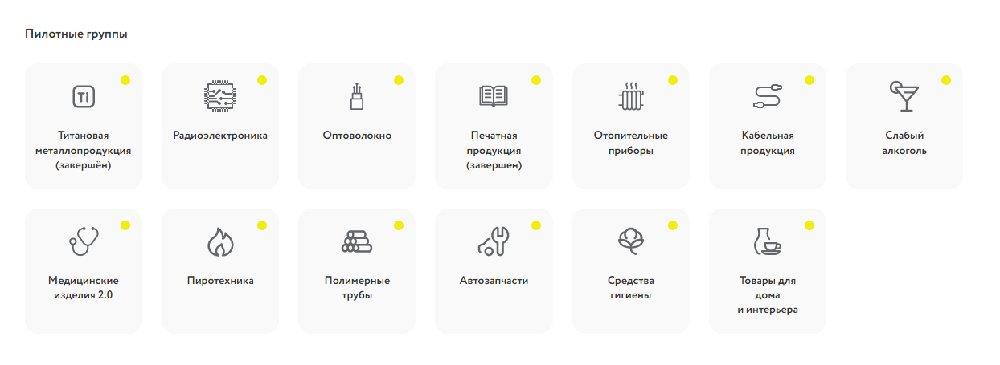 Пилотные группы
Ti
Титановая
металлопродукция
(завершён)
Радиоэлектроника
Оптоволокно
Печатная
продукция
(завершен)
Отопительные
приборы
Кабельная
продукция
Слабый
алкоголь
Медицинские
изделия 2.0
Пиротехника
Полимерные
трубы
Автозапчасти
Средства
гигиены
Товары для
дома
и интерьера